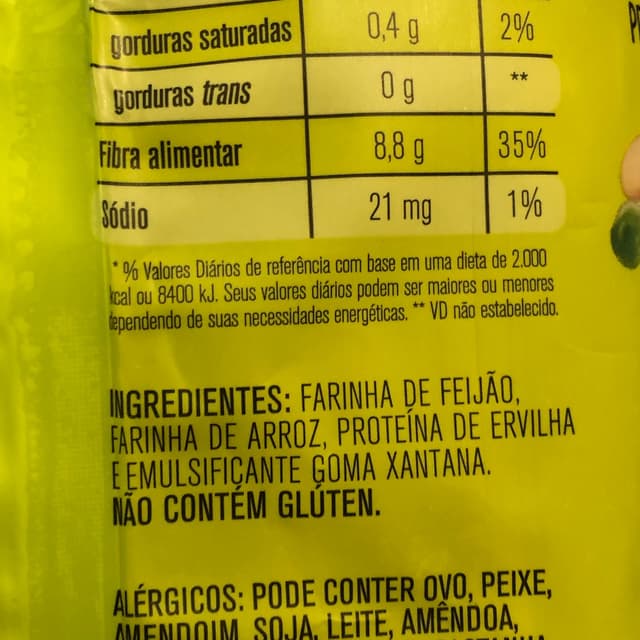 gorduras saturadas 0,4 g 2%
gorduras trans 0 g **
Fibra alimentar 8,8 g 35%
Sódio 21 mg 1%
* % Valores Diários de referência com base em uma dieta de 2.000
kcal ou 8400 kJ. Seus valores diários podem ser maiores ou menores
dependendo de suas necessidades energéticas. ** VD não estabelecido.
INGREDIENTES: FARINHA DE FEIJÃO,
FARINHA DE ARROZ, PROTEÍNA DE ERVILHA
E EMULSIFICANTE GOMA XANTANA.
NÃO CONTÉM GLÚTEN.
ALÉRGICOS: PODE CONTER OVO, PEIXE,
AMENDOIM, SOJA, LEITE, AMÊNDOA,